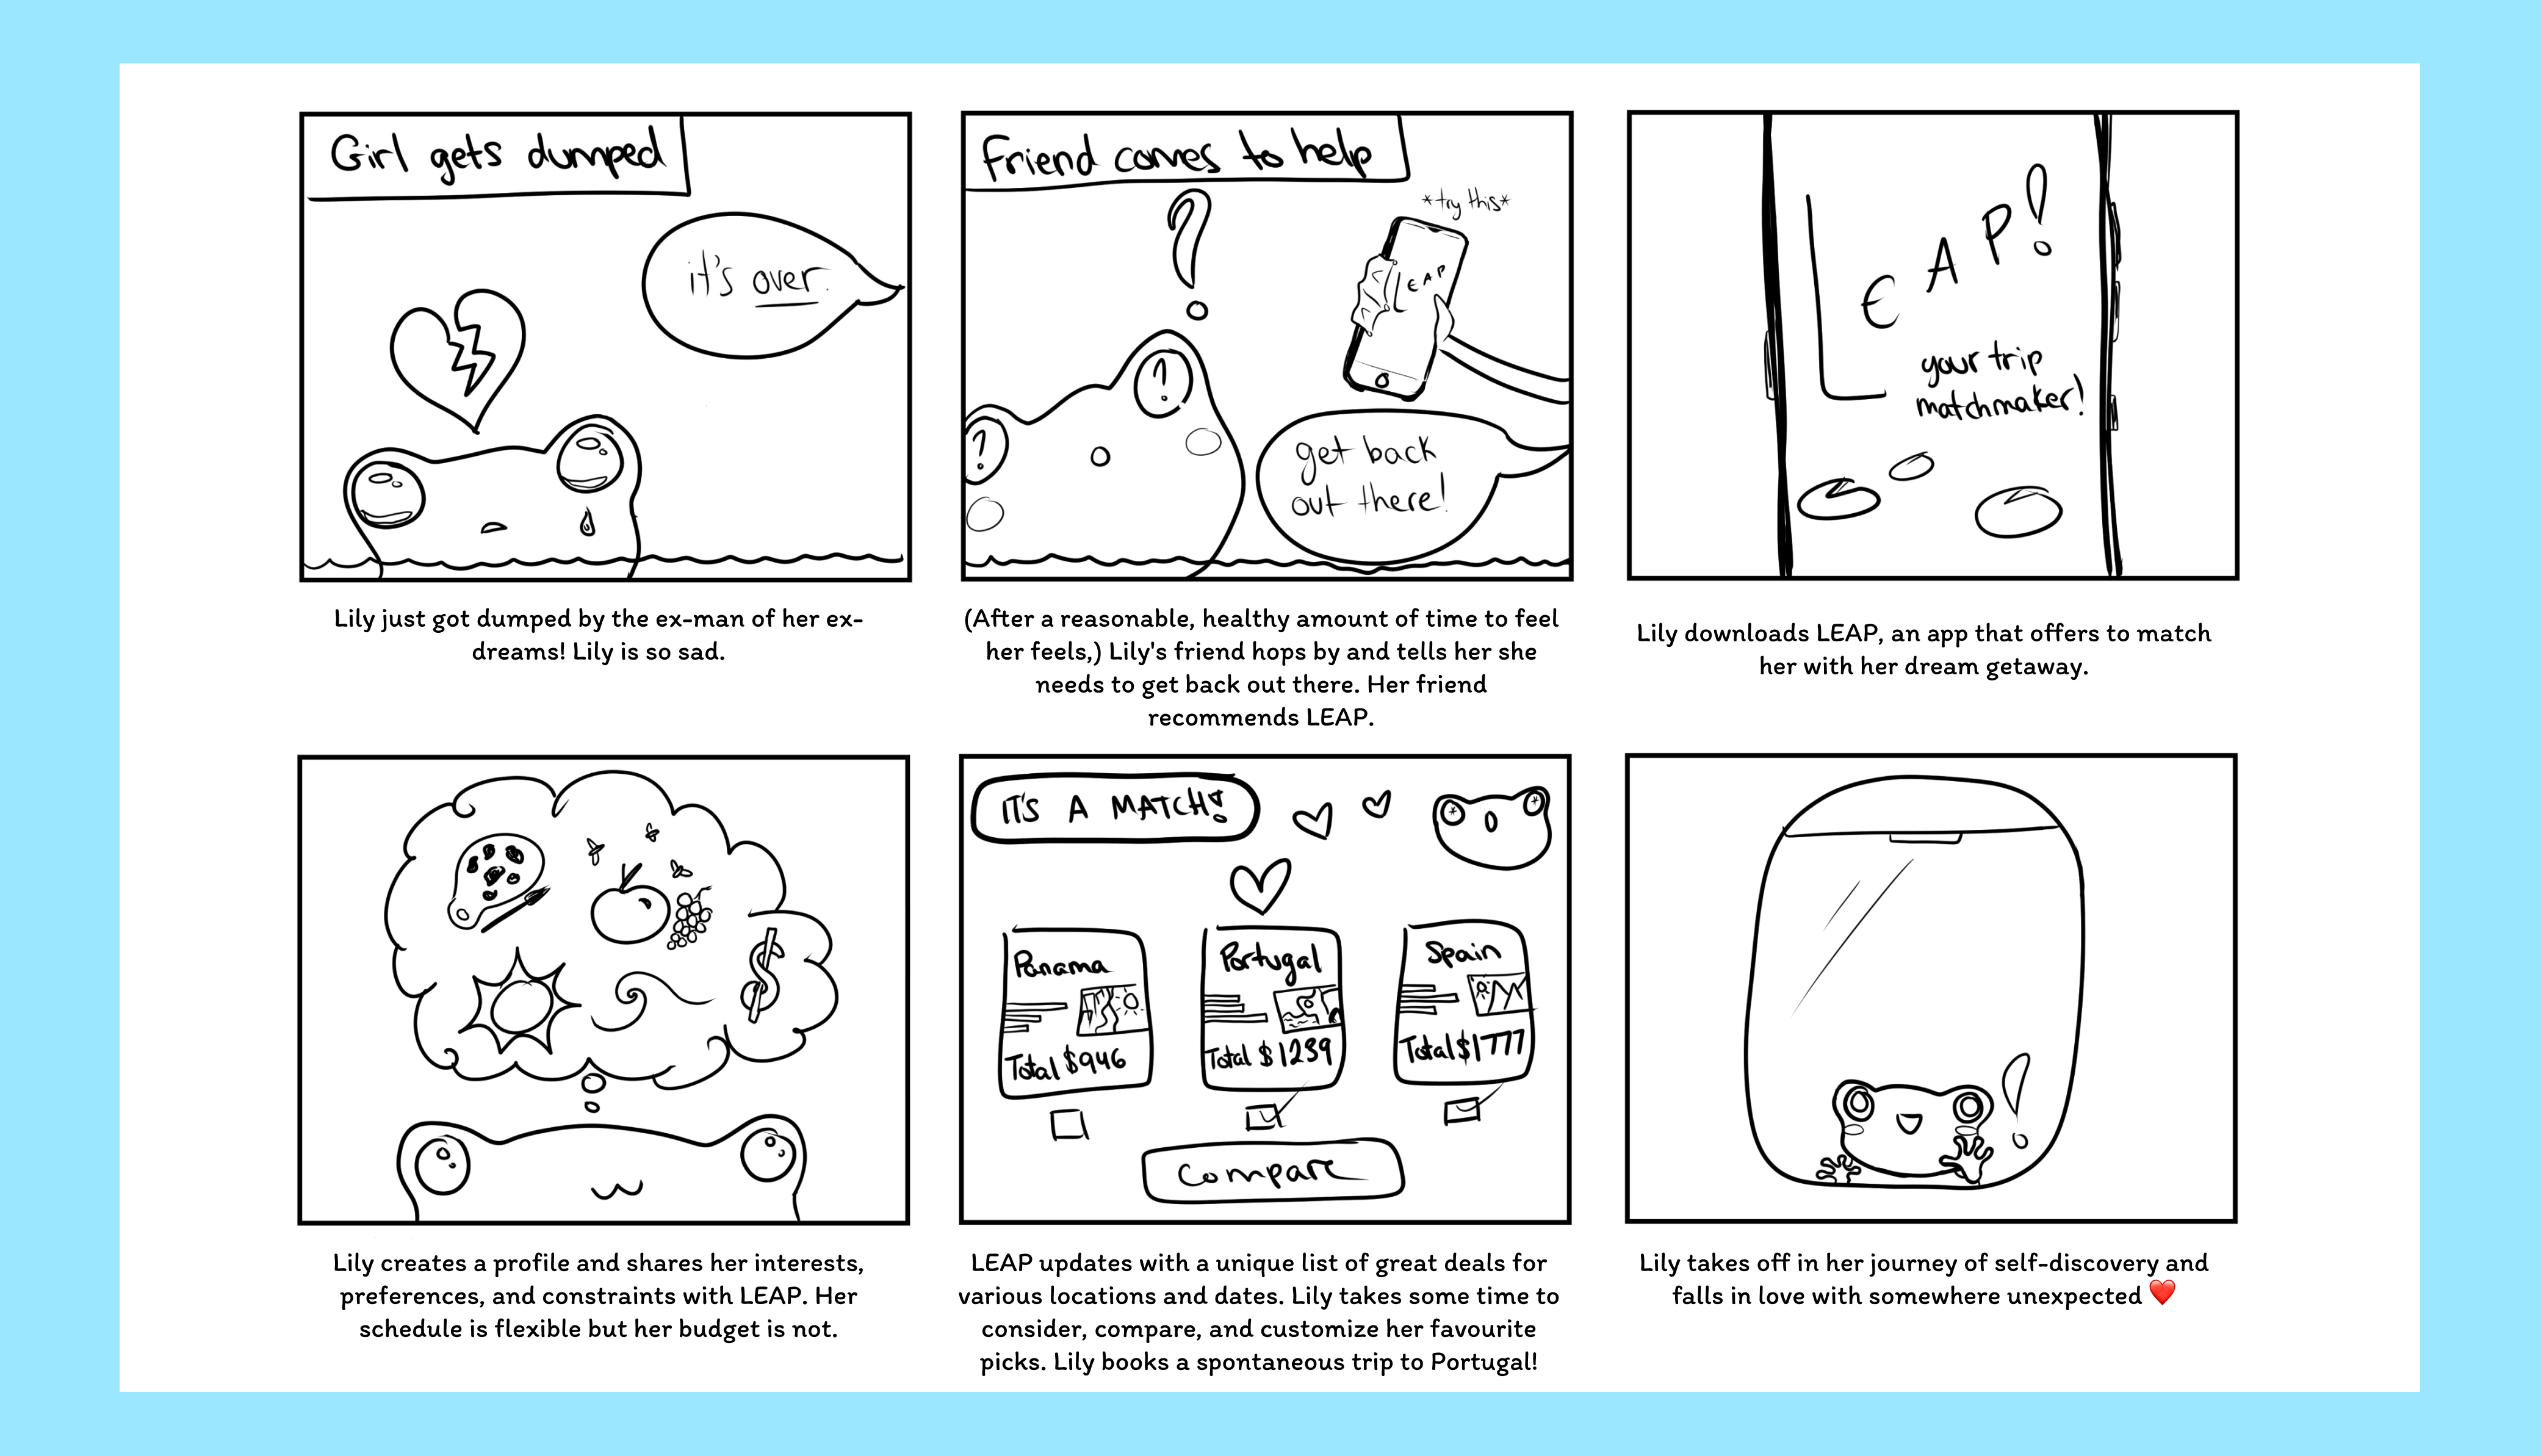 Girl gets dumped
it's over.
Lily just got dumped by the ex-man of her ex-
dreams! Lily is so sad.
Friend comes to help
*try this*
LEAP
get back
out there!
(After a reasonable, healthy amount of time to feel
her feels,) Lily's friend hops by and tells her she
needs to get back out there. Her friend
recommends LEAP.
LEAP!
your trip
matchmaker!
Lily downloads LEAP, an app that offers to match
her with her dream getaway.
$
Lily creates a profile and shares her interests,
preferences, and constraints with LEAP. Her
schedule is flexible but her budget is not.
IT'S A MATCH!
Panama
Total $946
Portugal
Total $1239
Spain
Total $1777
Compare
LEAP updates with a unique list of great deals for
various locations and dates. Lily takes some time to
consider, compare, and customize her favourite
picks. Lily books a spontaneous trip to Portugal!
Lily takes off in her journey of self-discovery and
falls in love with somewhere unexpected ❤️